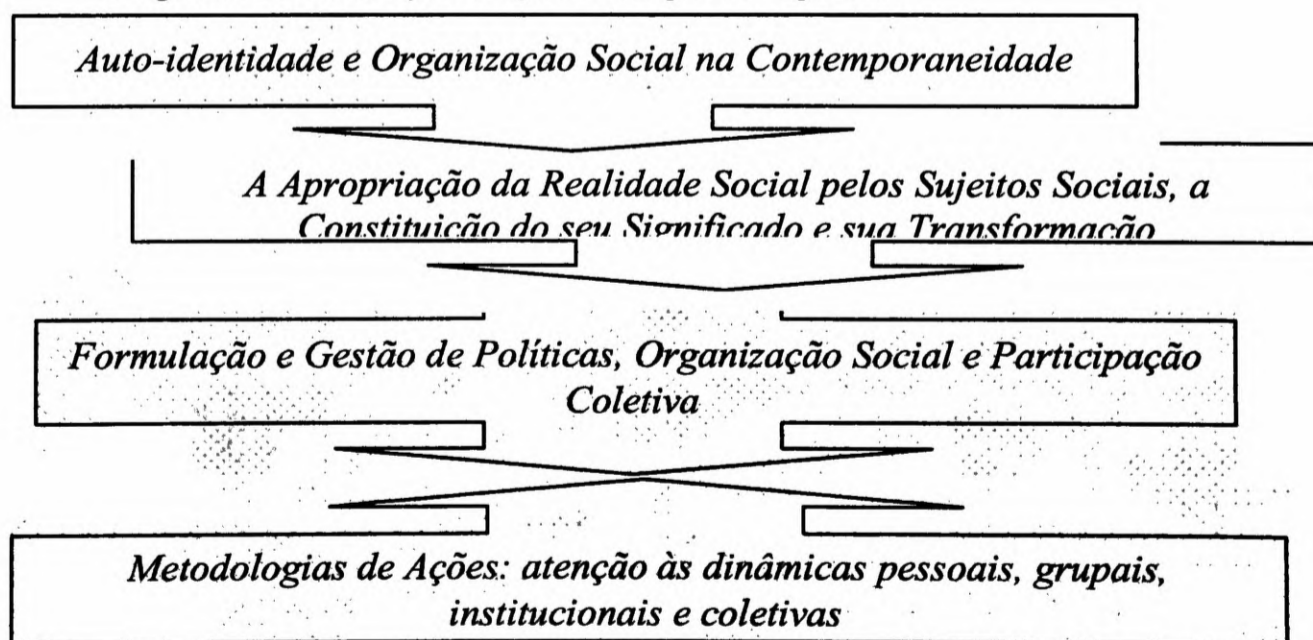 Auto-identidade e Organização Social na Contemporaneidade
A Apropriação da Realidade Social pelos Sujeitos Sociais, a
Constituição do seu Significado e sua Transformação
Formulação e Gestão de Políticas, Organização Social e Participação
Coletiva
Metodologias de Ações: atenção às dinâmicas pessoais, grupais,
institucionais e coletivas